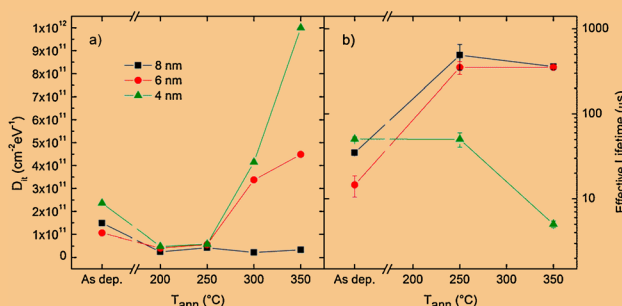 a)
b)
8 nm
6 nm
4 nm
D_it (cm⁻²eV⁻¹)
1x10¹²
9x10¹¹
8x10¹¹
7x10¹¹
6x10¹¹
5x10¹¹
4x10¹¹
3x10¹¹
2x10¹¹
1x10¹¹
0
1000
100
10
Effective Lifetime (µs)
As dep. 200 250 300 350
As dep. 200 250 300 350
T_ann (°C)
T_ann (°C)